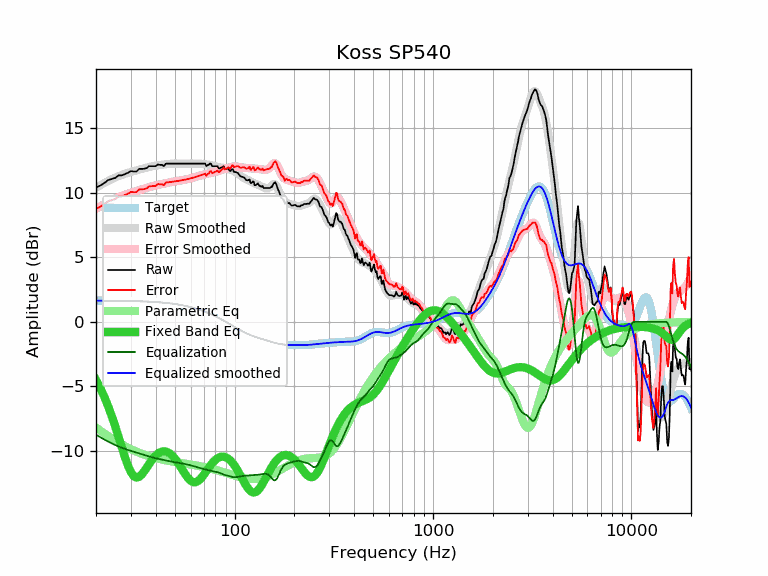 Koss SP540
Amplitude (dBr)
15
10
5
0
−5
−10
Target
Raw Smoothed
Error Smoothed
Raw
Error
Parametric Eq
Fixed Band Eq
Equalization
Equalized smoothed
100
1000
10000
Frequency (Hz)